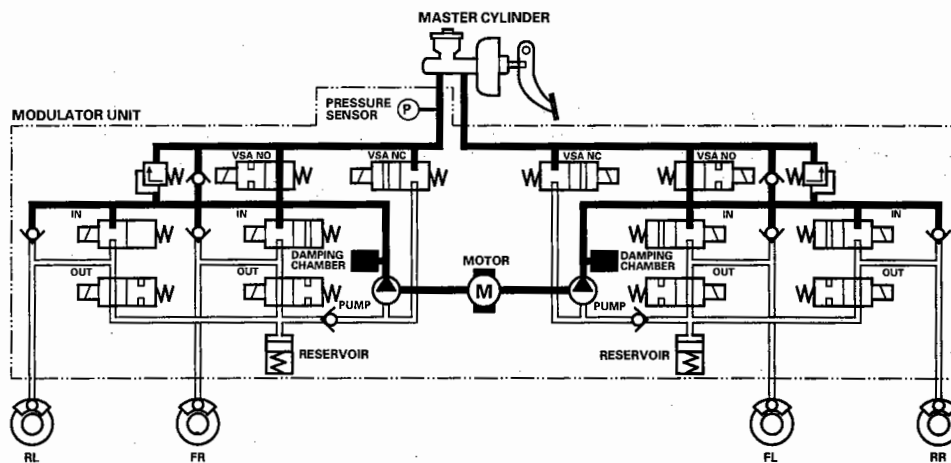 MASTER CYLINDER
PRESSURE
SENSOR
P
MODULATOR UNIT
VSA NO
VSA NC
VSA NC
VSA NO
IN
IN
IN
IN
DAMPING
CHAMBER
MOTOR
DAMPING
CHAMBER
OUT
OUT
OUT
OUT
M
PUMP
PUMP
RESERVOIR
RESERVOIR
RL
FR
FL
RR